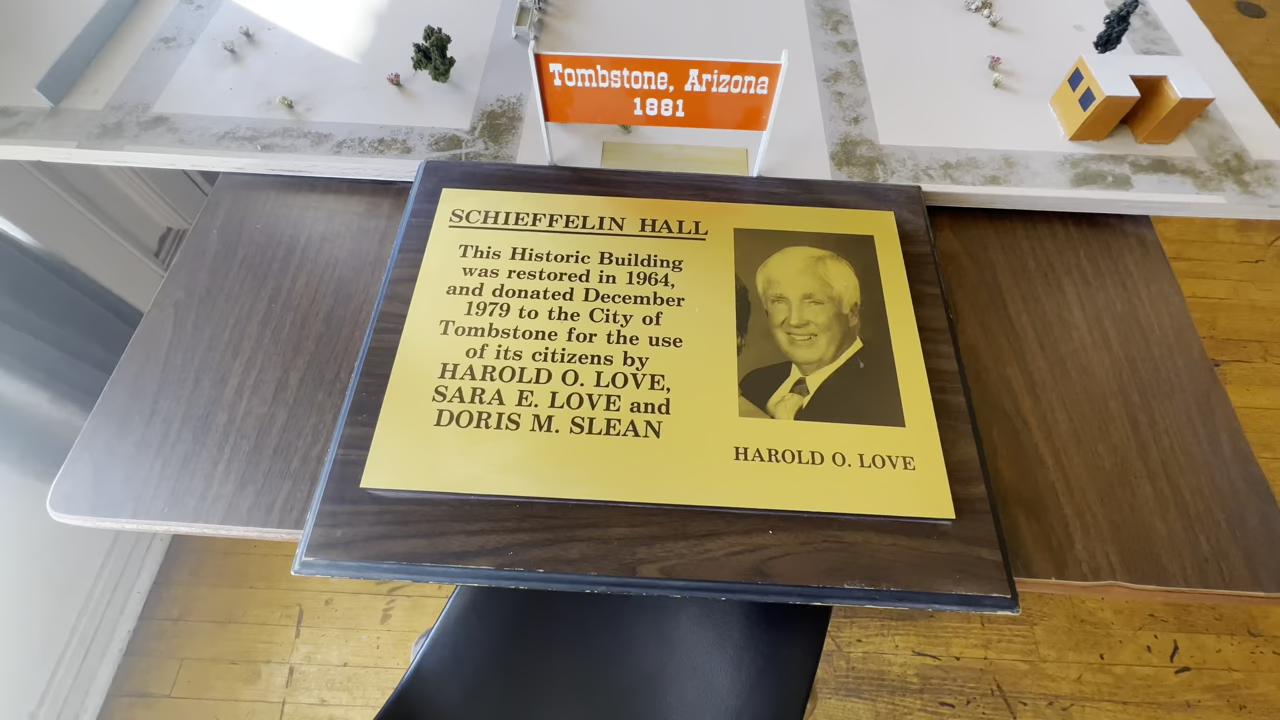 Tombstone, Arizona
1881
SCHIEFFELIN HALL
This Historic Building
was restored in 1964,
and donated December
1979 to the City of
Tombstone for the use
of its citizens by
HAROLD O. LOVE,
SARA E. LOVE and
DORIS M. SLEAN
HAROLD O. LOVE